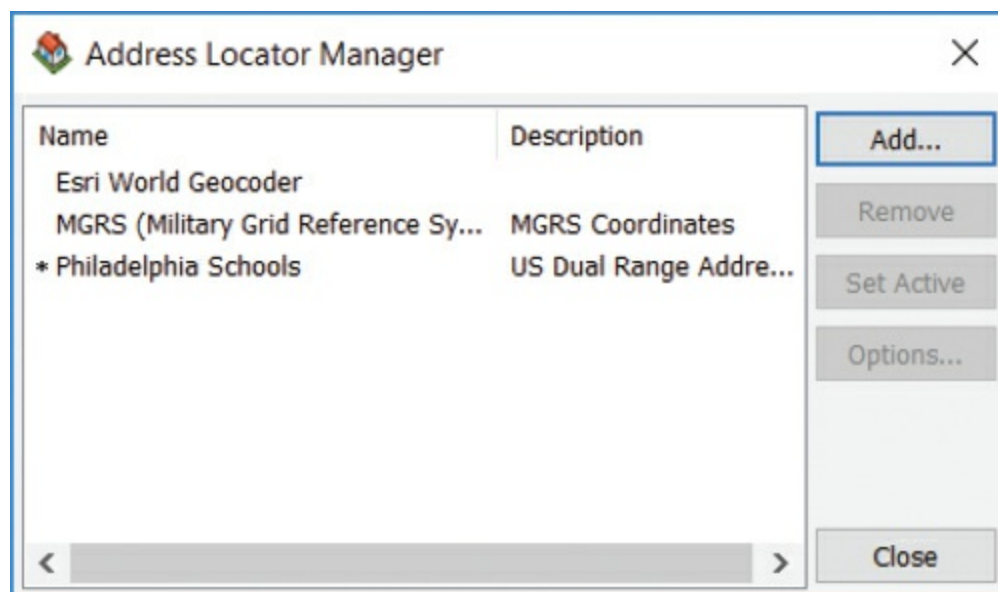 Address Locator Manager
Name Description
Esri World Geocoder
MGRS (Military Grid Reference Sy... MGRS Coordinates
* Philadelphia Schools US Dual Range Addre...
Add...
Remove
Set Active
Options...
Close